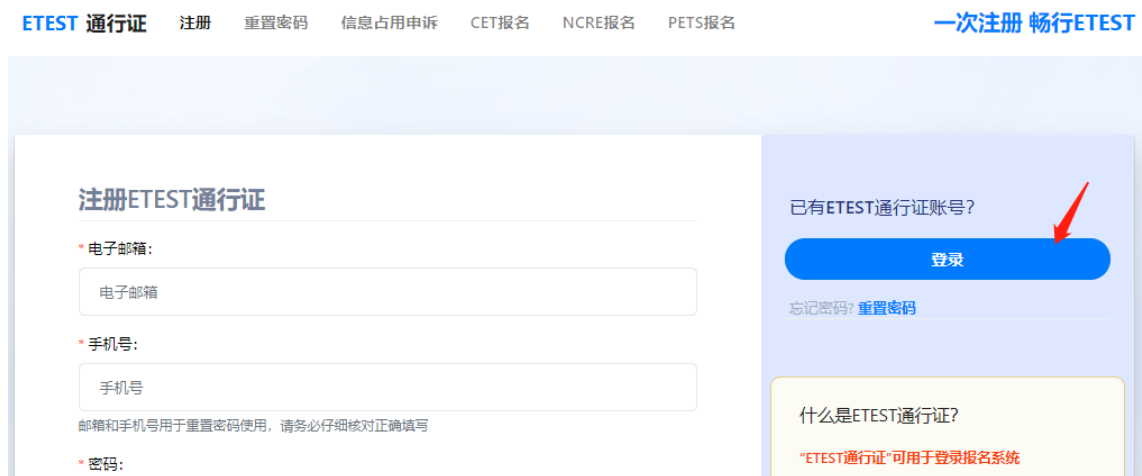 ETEST 通行证 注册 重置密码 信息占用申诉 CET报名 NCRE报名 PETS报名 一次注册 畅行ETEST
注册ETEST通行证
* 电子邮箱:
电子邮箱
* 手机号:
手机号
邮箱和手机号用于重置密码使用，请务必仔细核对正确填写
* 密码:
已有ETEST通行证账号?
登录
忘记密码? 重置密码
什么是ETEST通行证?
“ETEST通行证”可用于登录报名系统